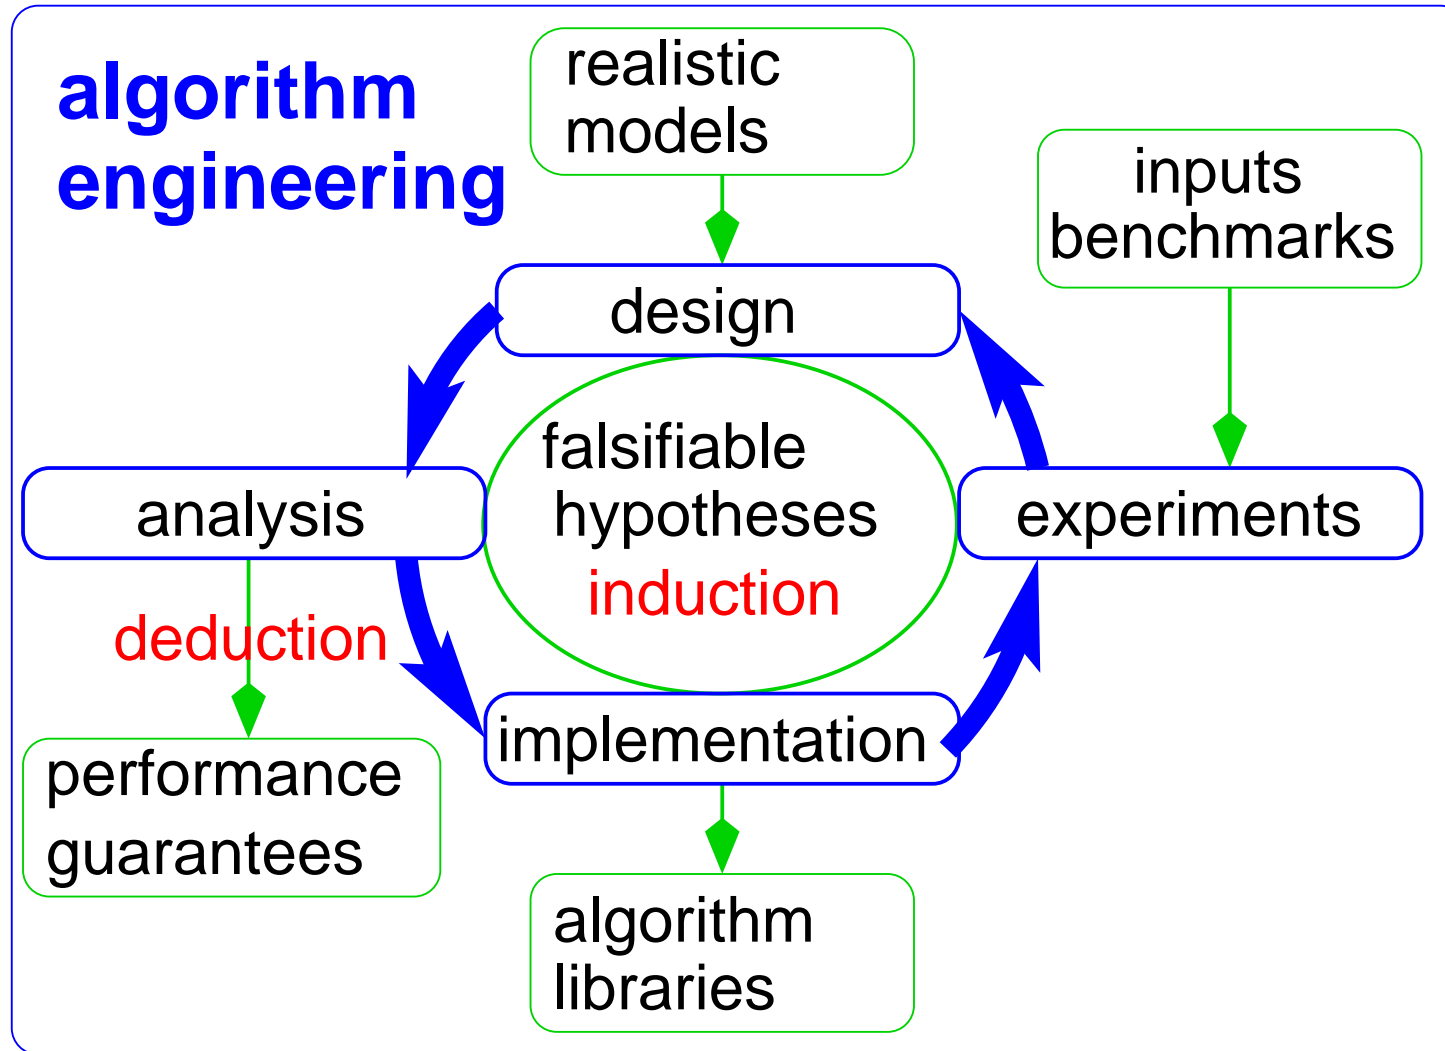 algorithm
engineering
realistic
models
inputs
benchmarks
design
falsifiable
hypotheses
induction
analysis
experiments
deduction
implementation
performance
guarantees
algorithm
libraries